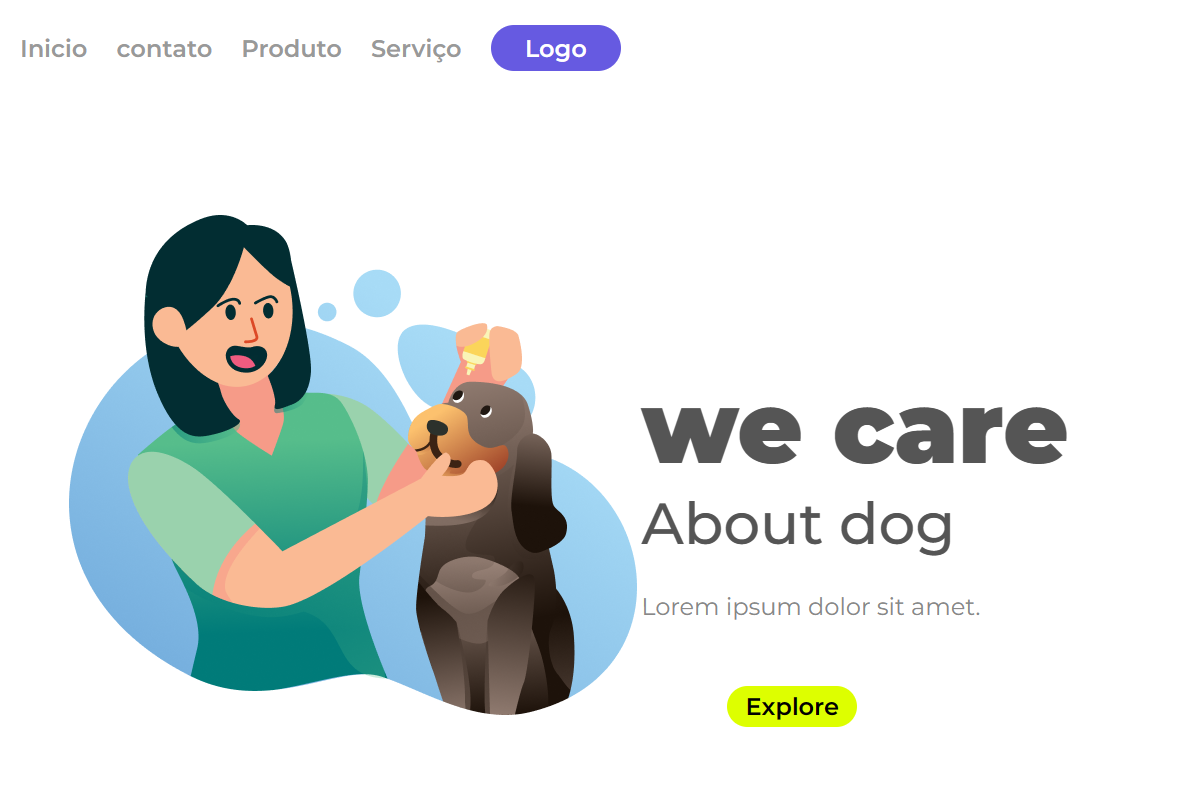 Inicio contato Produto Serviço Logo
we care
About dog
Lorem ipsum dolor sit amet.
Explore